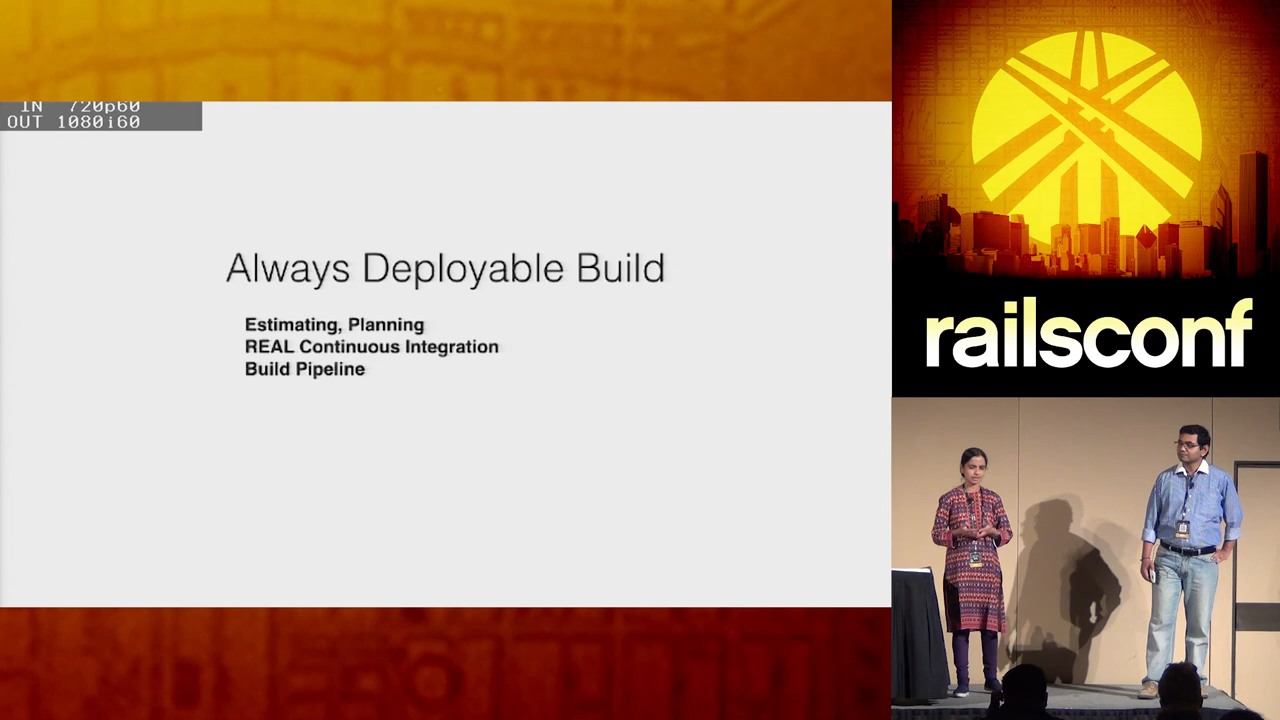 IN 720p60
OUT 1080i60
Always Deployable Build
Estimating, Planning
REAL Continuous Integration
Build Pipeline
railsconf